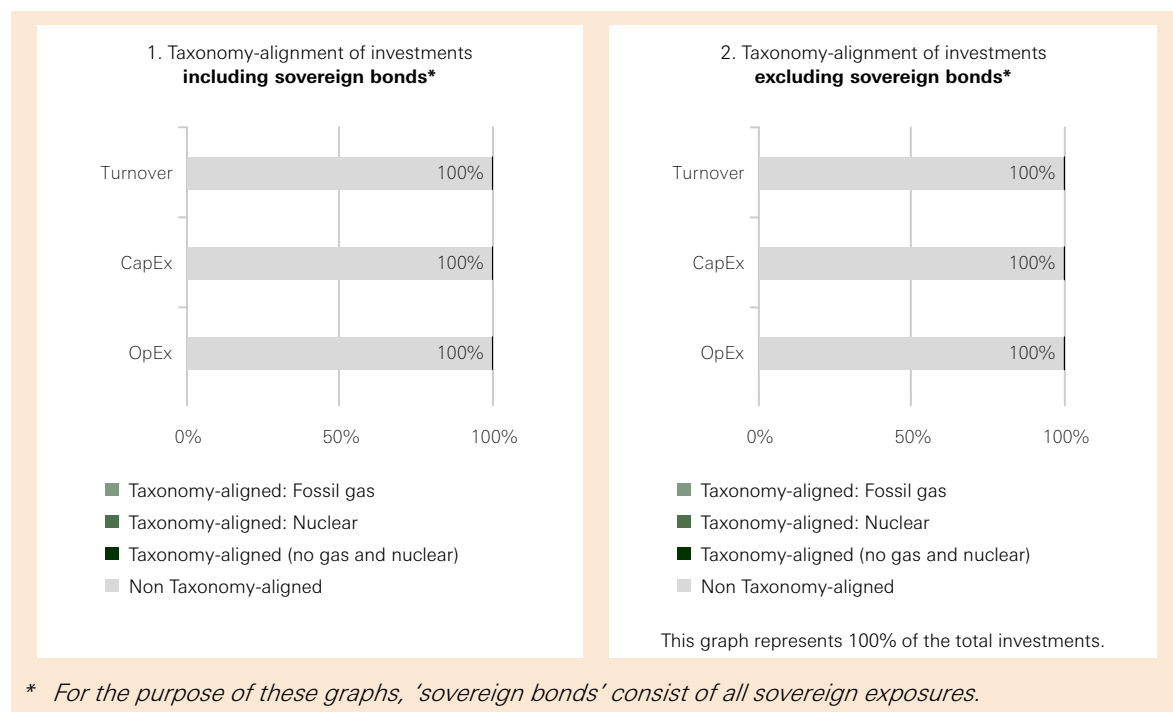 1. Taxonomy-alignment of investments
including sovereign bonds*
Turnover
100%
CapEx
100%
OpEx
100%
0%
50%
100%
Taxonomy-aligned: Fossil gas
Taxonomy-aligned: Nuclear
Taxonomy-aligned (no gas and nuclear)
Non Taxonomy-aligned
2. Taxonomy-alignment of investments
excluding sovereign bonds*
Turnover
100%
CapEx
100%
OpEx
100%
0%
50%
100%
Taxonomy-aligned: Fossil gas
Taxonomy-aligned: Nuclear
Taxonomy-aligned (no gas and nuclear)
Non Taxonomy-aligned
This graph represents 100% of the total investments.
* For the purpose of these graphs, ‘sovereign bonds’ consist of all sovereign exposures.